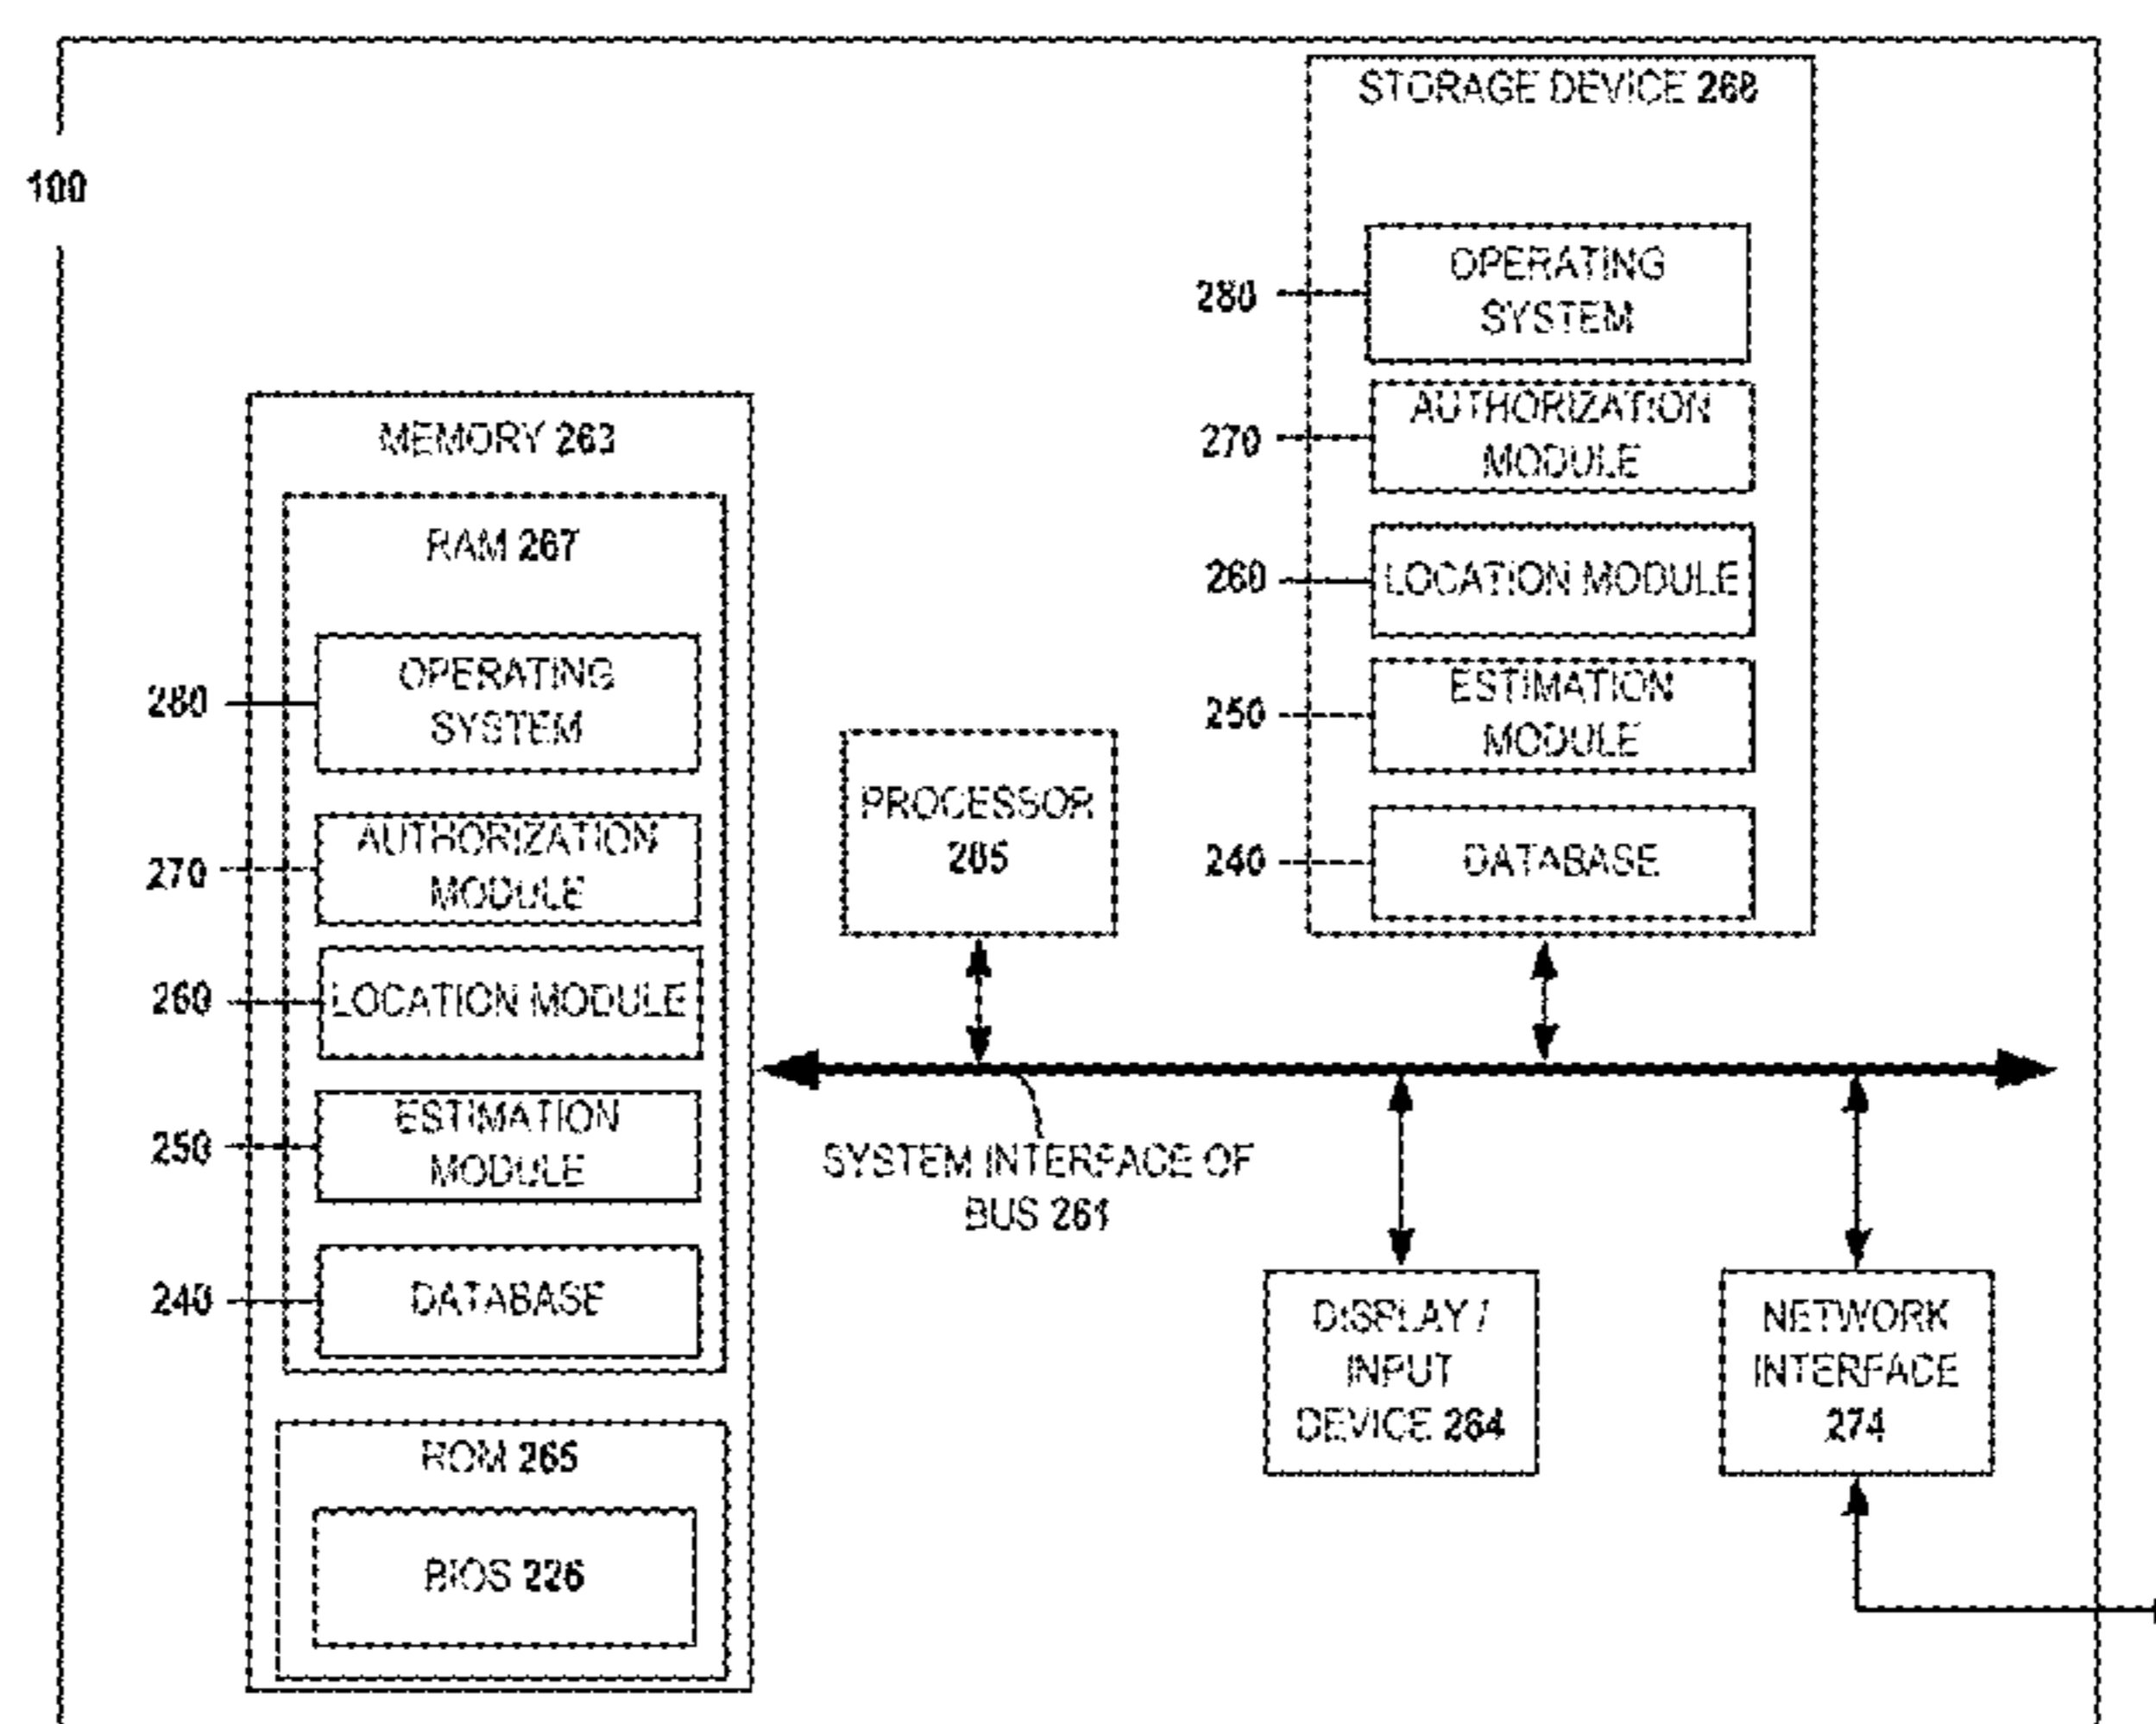 100
STORAGE DEVICE 268
280
OPERATING
SYSTEM
270
AUTHORIZATION
MODULE
260
LOCATION MODULE
250
ESTIMATION
MODULE
240
DATABASE
MEMORY 263
RAM 267
280
OPERATING
SYSTEM
270
AUTHORIZATION
MODULE
260
LOCATION MODULE
250
ESTIMATION
MODULE
240
DATABASE
ROM 265
BIOS 226
PROCESSOR
205
SYSTEM INTERFACE OF
BUS 261
DISPLAY /
INPUT
DEVICE 264
NETWORK
INTERFACE
274